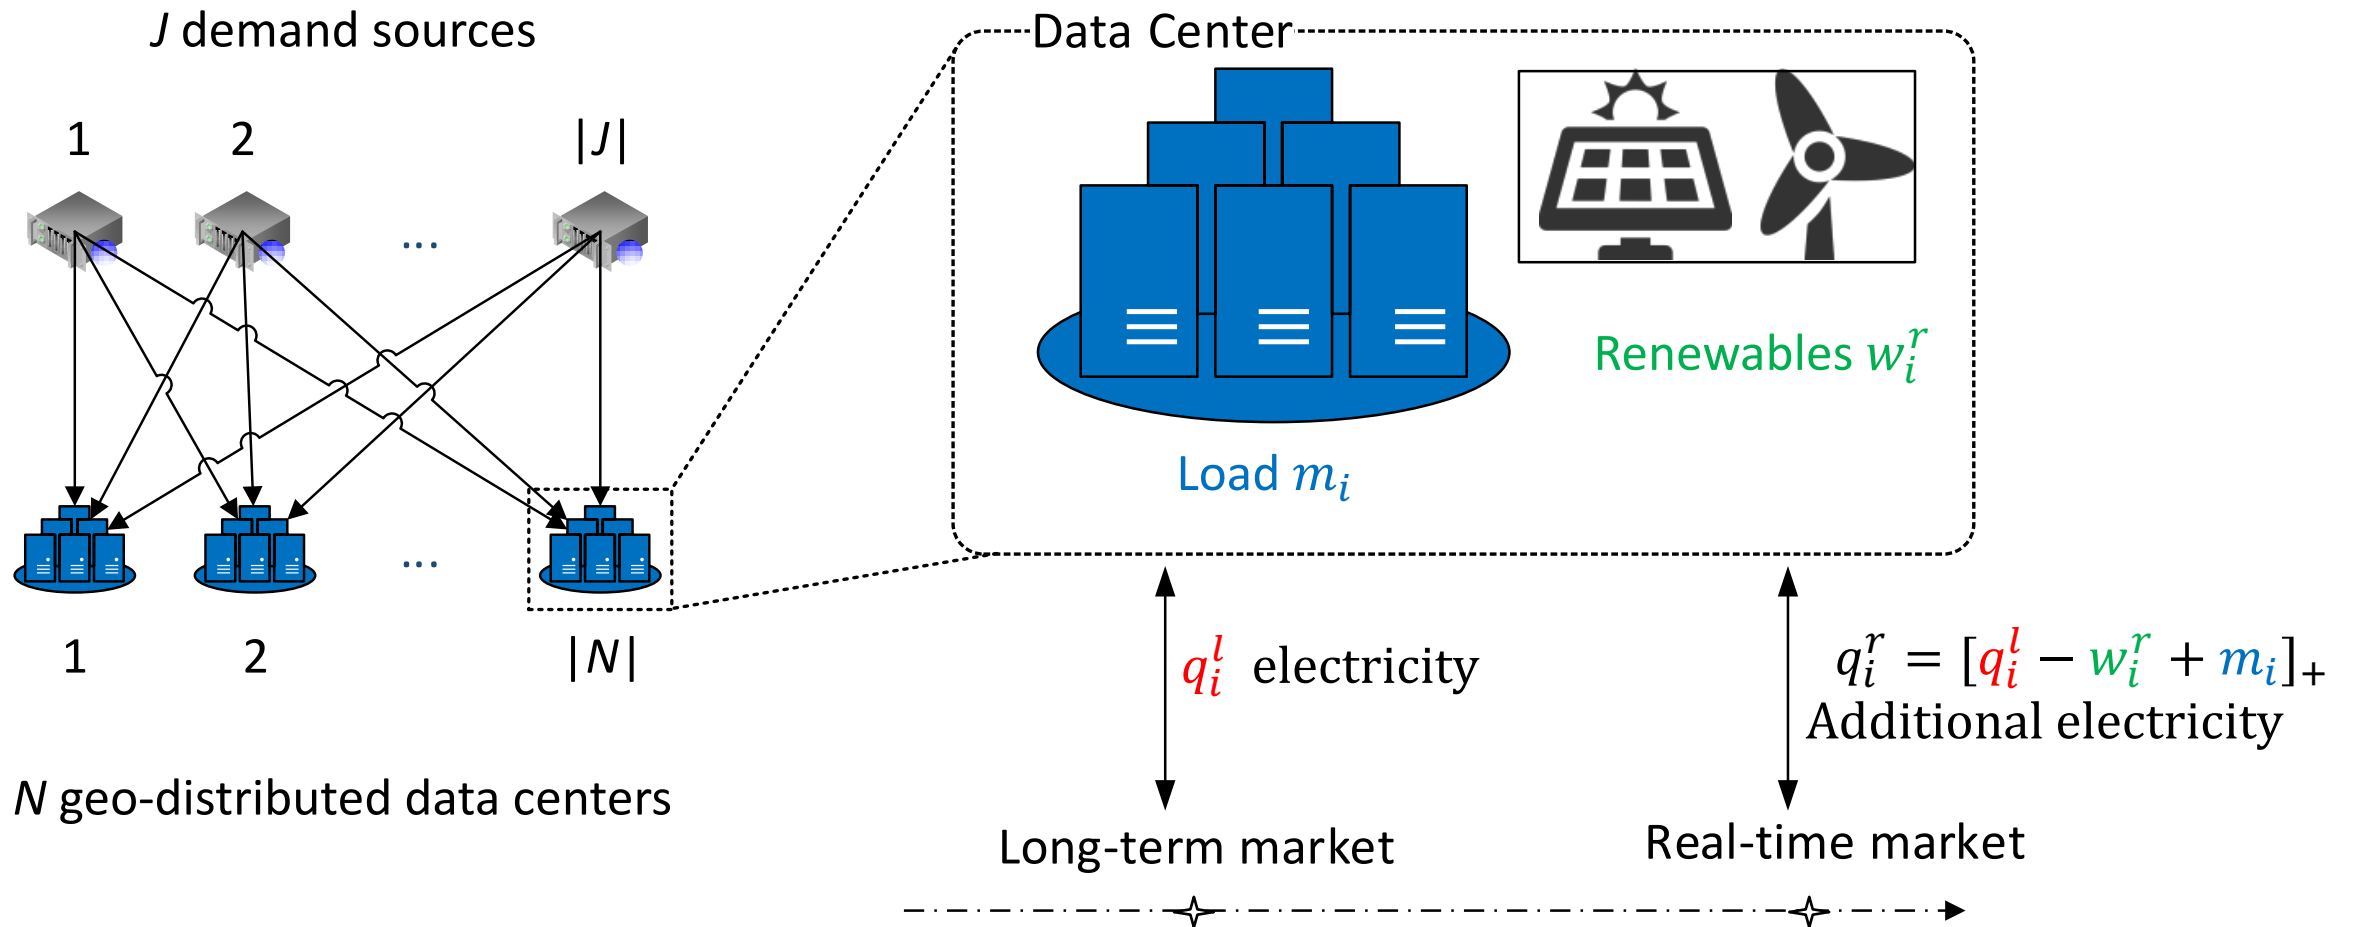 J demand sources
1 2 ... |J|
... 
1 2 |N|
N geo-distributed data centers
Data Center
Renewables w_i^r
Load m_i
q_i^l electricity
q_i^r = [q_i^l − w_i^r + m_i]_+
Additional electricity
Long-term market
Real-time market